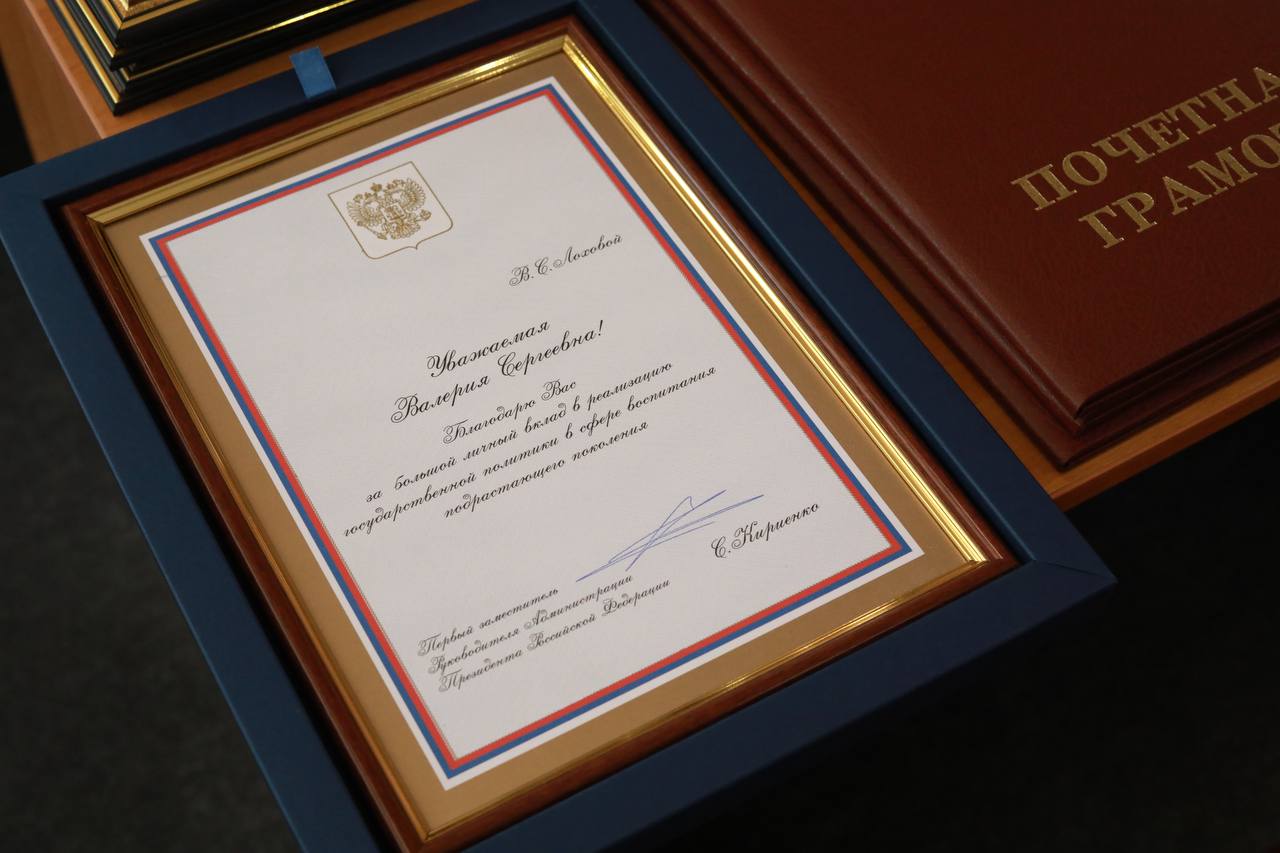 В.С.Лоховой
Уважаемая
Валерия Сергеевна!
Благодарю Вас
за большой личный вклад в реализацию
государственной политики в сфере воспитания
подрастающего поколения
С.Кириенко
Первый заместитель
Руководителя Администрации
Президента Российской Федерации
ПОЧЕТНА
ГРАМО